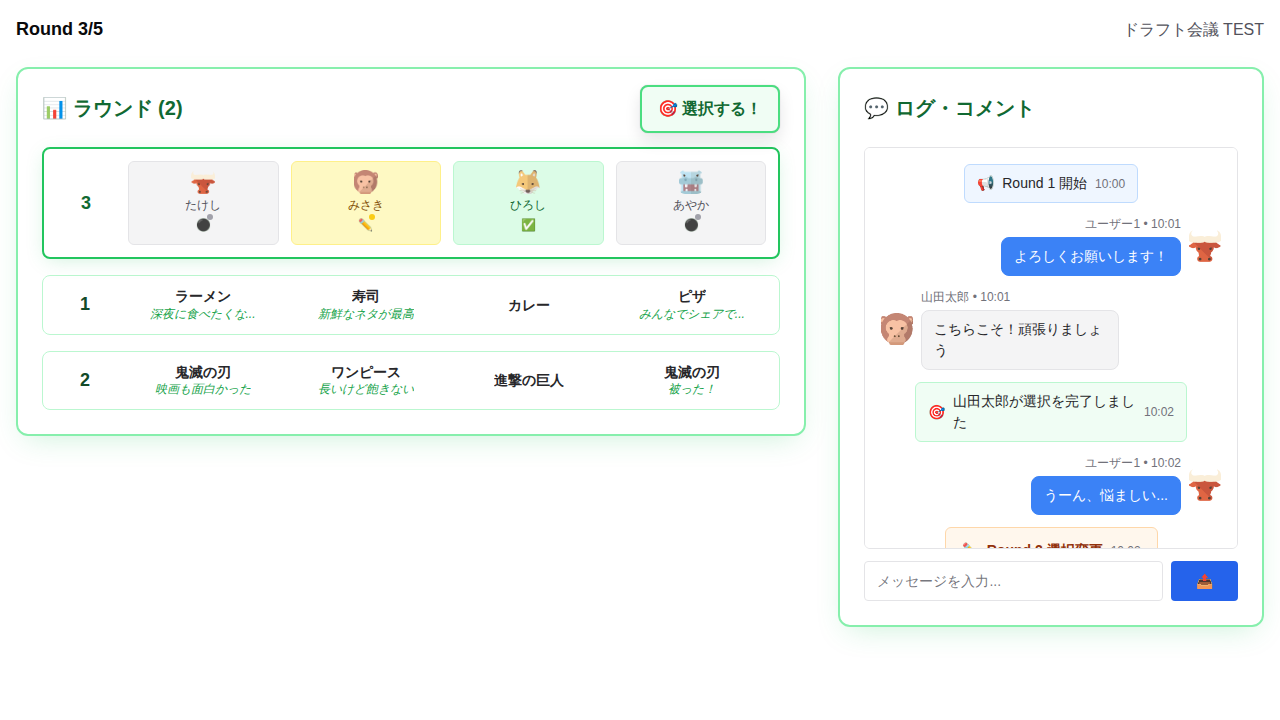 Round 3/5
ドラフト会議 TEST
📊 ラウンド (2)
🎯 選択する！
3
たけし
みさき
ひろし
あやか
1
ラーメン
深夜に食べたくな...
寿司
新鮮なネタが最高
カレー
ピザ
みんなでシェアで...
2
鬼滅の刃
映画も面白かった
ワンピース
長いけど飽きない
進撃の巨人
鬼滅の刃
被った！
💬 ログ・コメント
📢 Round 1 開始 10:00
ユーザー1 • 10:01
よろしくお願いします！
山田太郎 • 10:01
こちらこそ！頑張りましょ
う
🎯 山田太郎が選択を完了しまし
た
10:02
ユーザー1 • 10:02
うーん、悩ましい...
メッセージを入力...